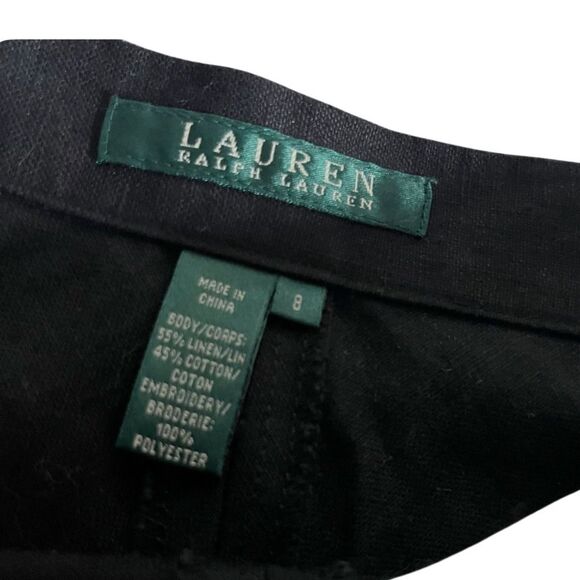 LAUREN
RALPH LAUREN
MADE IN
CHINA
8
BODY/CORPS:
55% LINEN/LIN
45% COTTON/
COTON
EMBROIDERY/
BRODERIE:
100%
POLYESTER